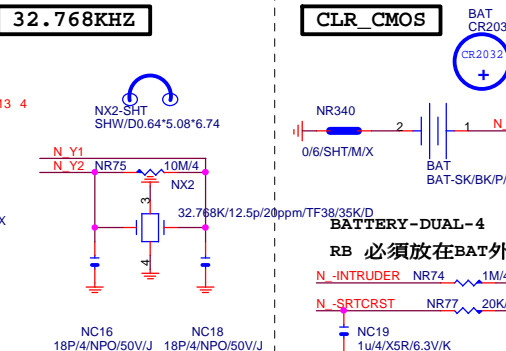 32.768KHZ
CLR_CMOS
BAT
CR203
CR2032
+
13 4
NX2-SHT
SHW/D0.64*5.08*6.74
NR340
2
1
N_
0/6/SHT/M/X
BAT
BAT-SK/BK/P/
N_Y1
N_Y2
NR75
10M/4
NX2
3
32.768K/12.5p/20ppm/TF38/35K/D
X
4
BATTERY-DUAL-4
RB 必須放在BAT外
N_-INTRUDER
NR74
1M/4
N_-SRTCRST
NR77
20K/
NC16
18P/4/NPO/50V/J
NC18
18P/4/NPO/50V/J
NC19
1u/4/X5R/6.3V/K